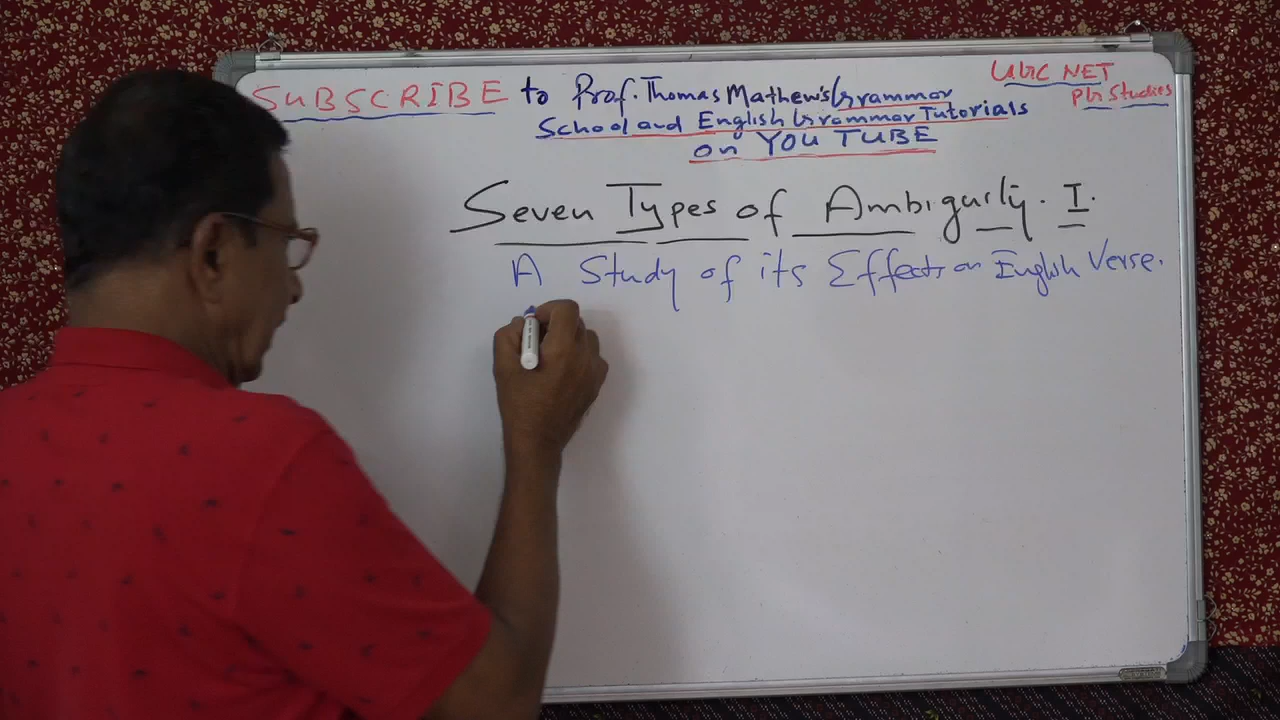 SUBSCRIBE to Prof. Thomas Mathew's Grammar
School and English Grammar Tutorials
on YOU TUBE
UGC NET
PG Studies
Seven Types of Ambiguity. I.
A Study of its Effects on English Verse.